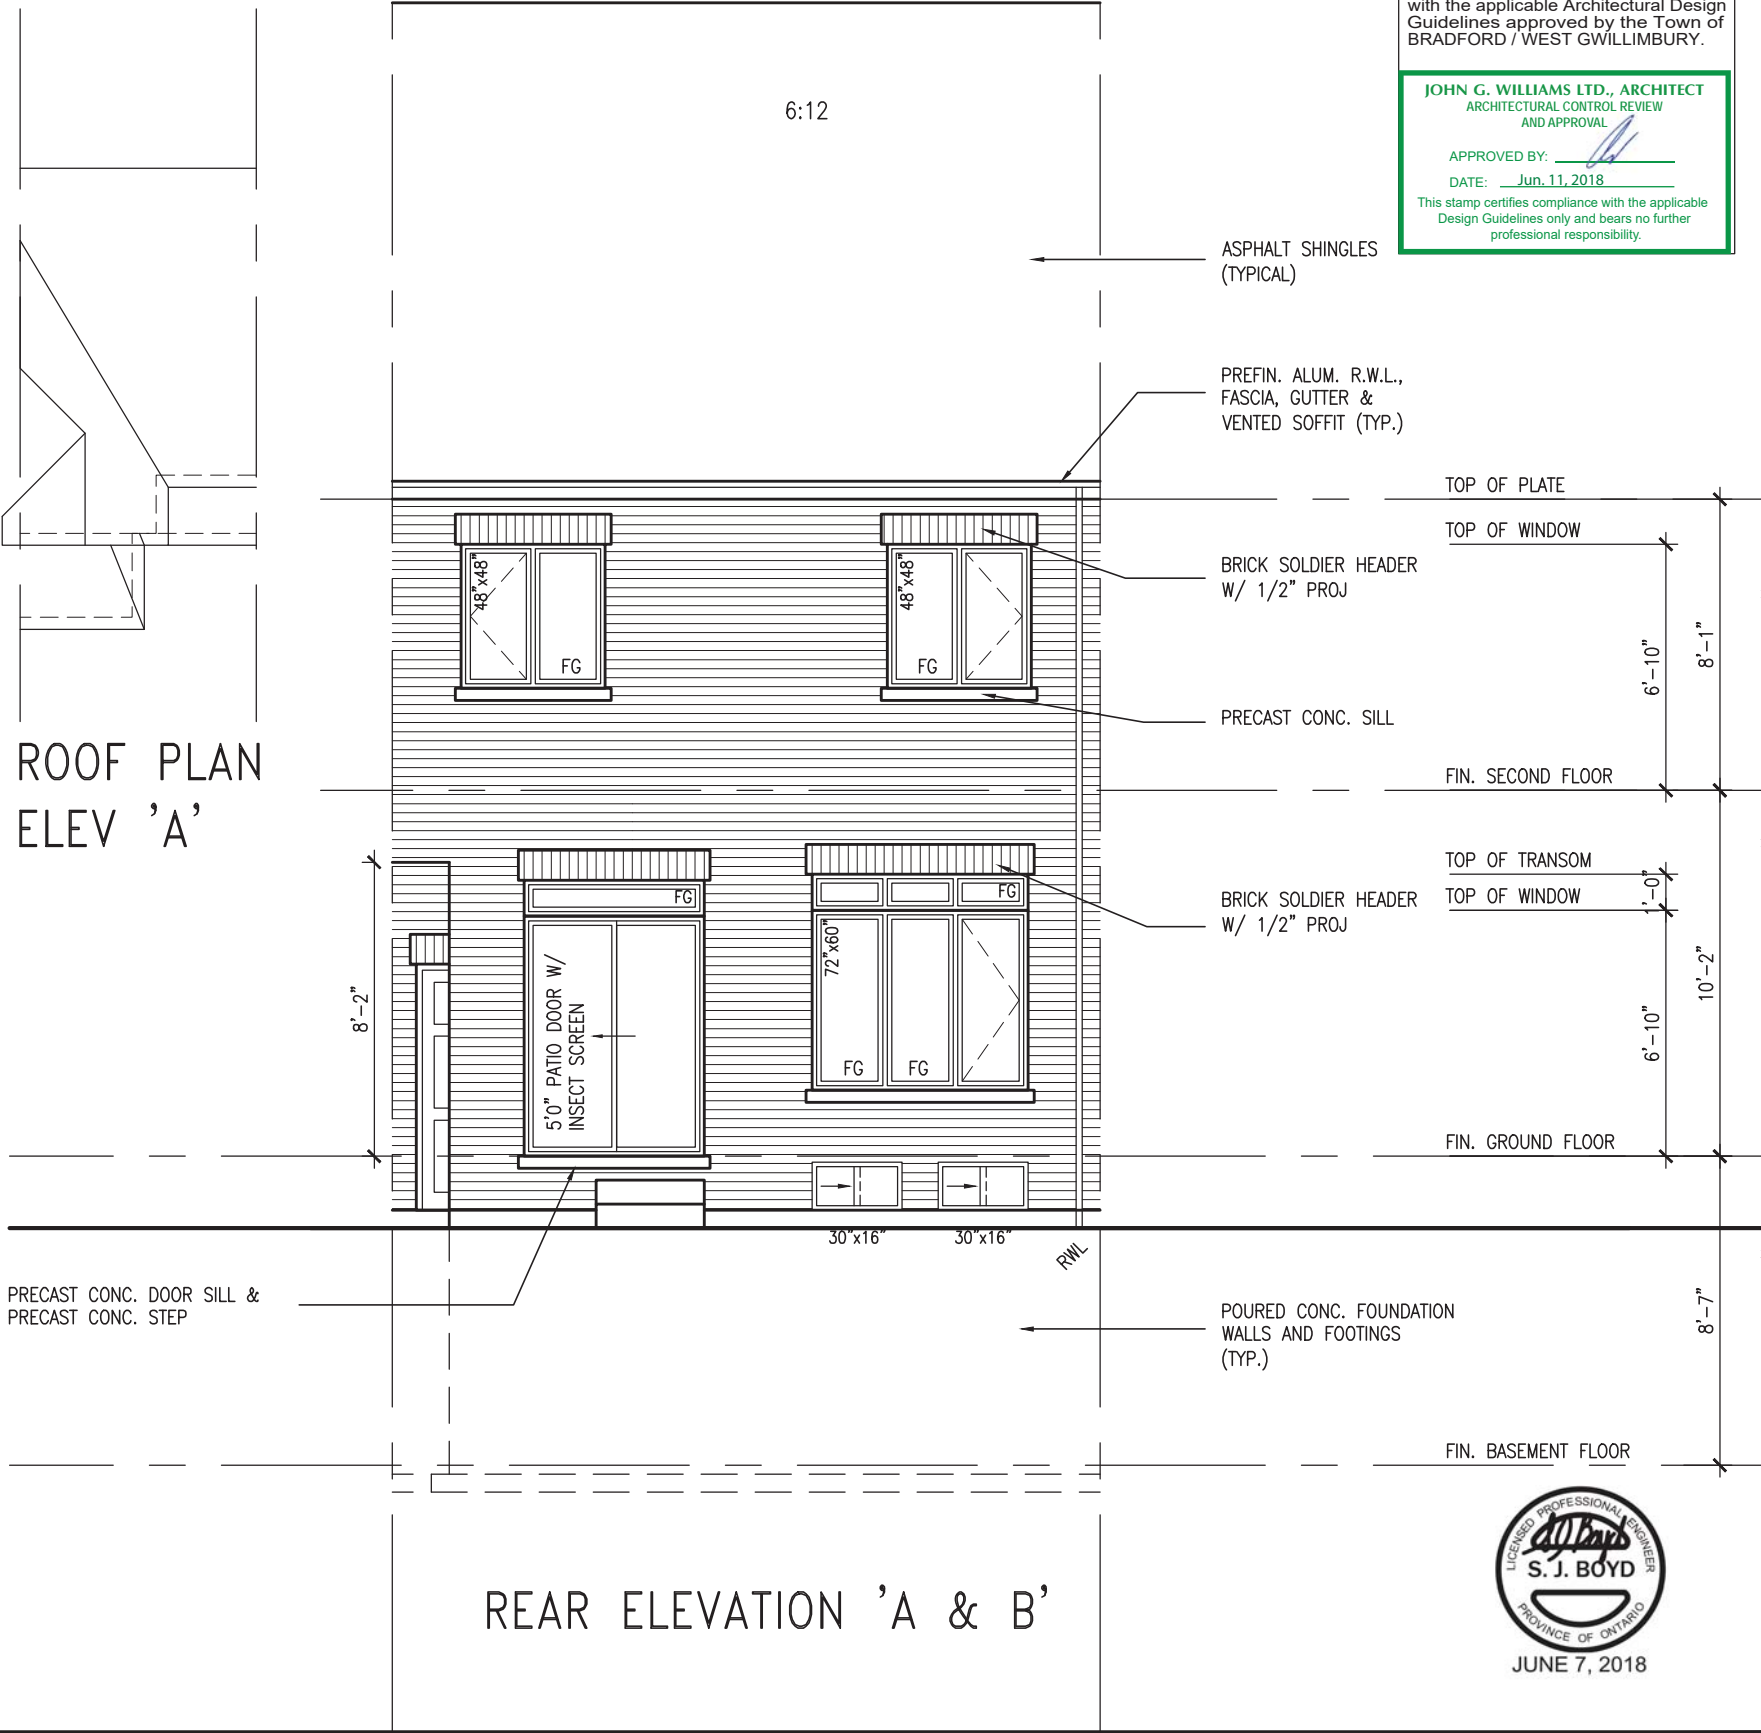 with the applicable Architectural Design
Guidelines approved by the Town of
BRADFORD / WEST GWILLIMBURY.
JOHN G. WILLIAMS LTD., ARCHITECT
ARCHITECTURAL CONTROL REVIEW
AND APPROVAL
APPROVED BY:
DATE: Jun. 11, 2018
This stamp certifies compliance with the applicable
Design Guidelines only and bears no further
professional responsibility.
6:12
ASPHALT SHINGLES
(TYPICAL)
PREFIN. ALUM. R.W.L.,
FASCIA, GUTTER &
VENTED SOFFIT (TYP.)
TOP OF PLATE
TOP OF WINDOW
BRICK SOLDIER HEADER
W/ 1/2" PROJ
48"x48"
FG
48"x48"
FG
6'-10"
8'-1"
PRECAST CONC. SILL
FIN. SECOND FLOOR
ROOF PLAN
ELEV 'A'
TOP OF TRANSOM
TOP OF WINDOW
1'-0"
BRICK SOLDIER HEADER
W/ 1/2" PROJ
FG
FG
72"x60"
FG
FG
5'0" PATIO DOOR W/
INSECT SCREEN
8'-2"
10'-2"
6'-10"
FIN. GROUND FLOOR
30"x16"
30"x16"
RWL
PRECAST CONC. DOOR SILL &
PRECAST CONC. STEP
POURED CONC. FOUNDATION
WALLS AND FOOTINGS
(TYP.)
8'-7"
FIN. BASEMENT FLOOR
REAR ELEVATION 'A & B'
LICENSED PROFESSIONAL ENGINEER
S. J. BOYD
PROVINCE OF ONTARIO
JUNE 7, 2018